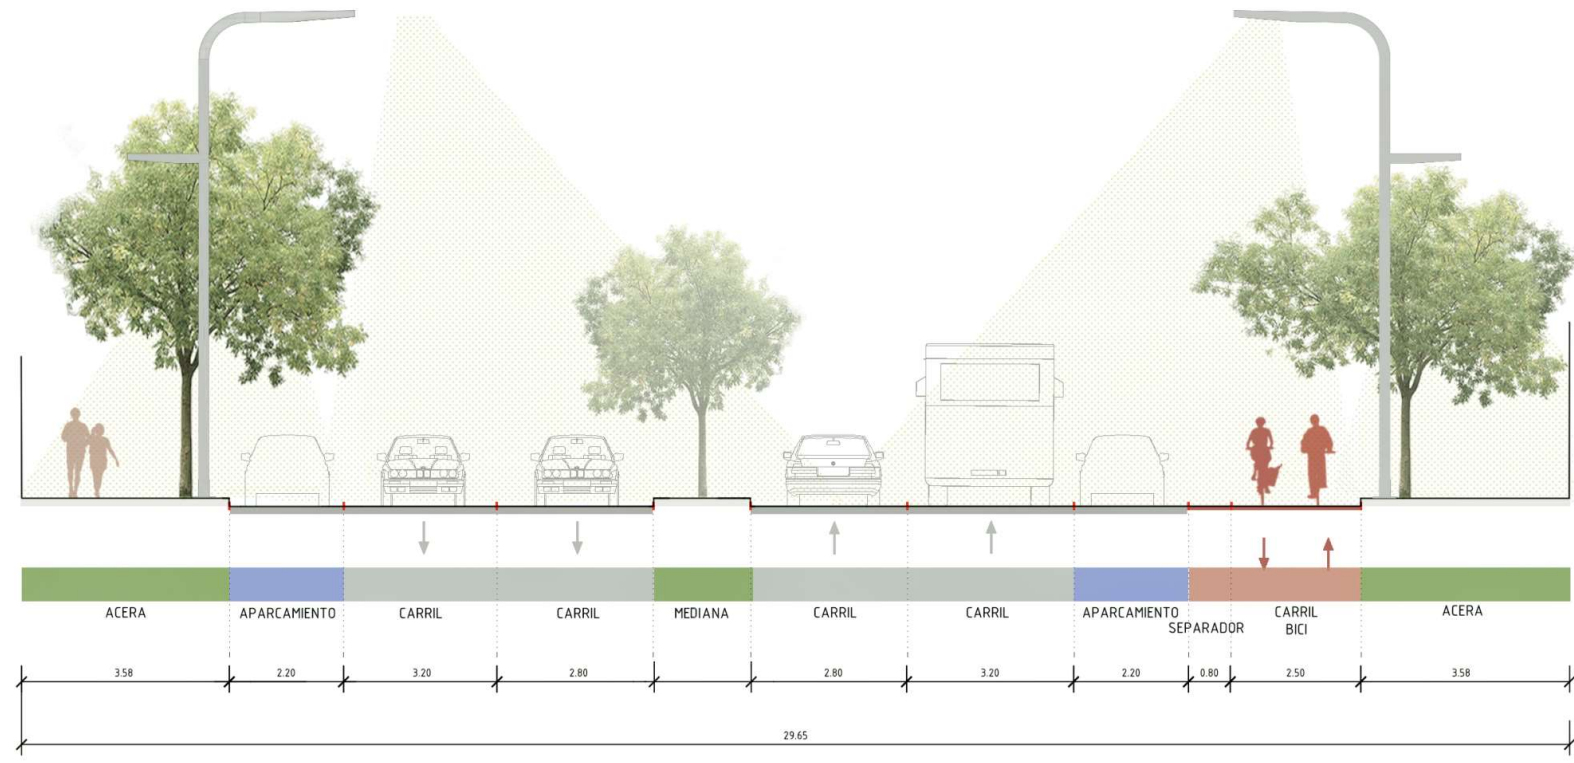 ACERA
APARCAMIENTO
CARRIL
CARRIL
MEDIANA
CARRIL
CARRIL
APARCAMIENTO
SEPARADOR
CARRIL
BICI
ACERA
3.58
2.20
3.20
2.80
2.80
3.20
2.20
0.80
2.50
3.58
29.65